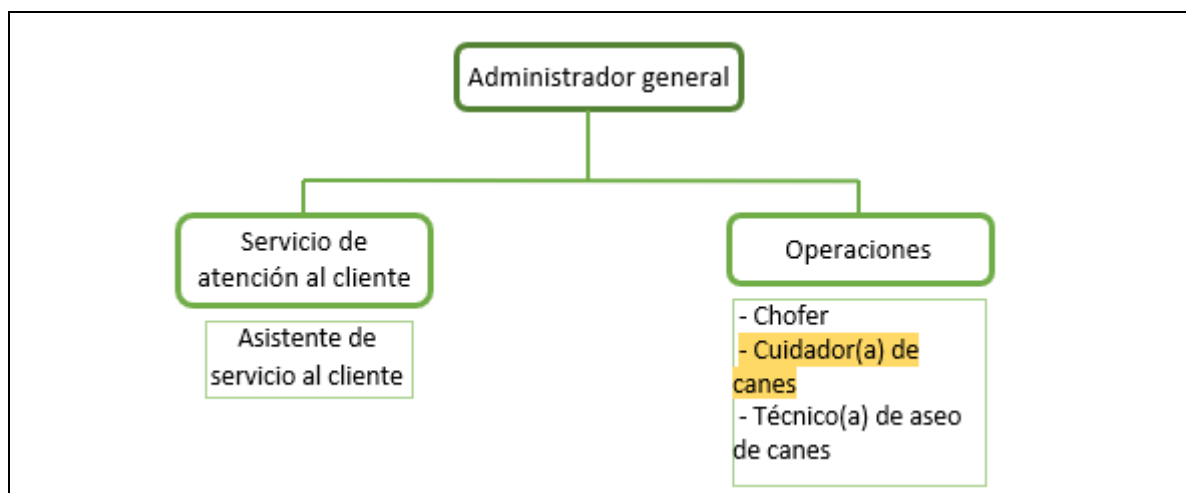 Administrador general
Servicio de
atención al cliente
Asistente de
servicio al cliente
Operaciones
- Chofer
- Cuidador(a) de
canes
- Técnico(a) de aseo
de canes